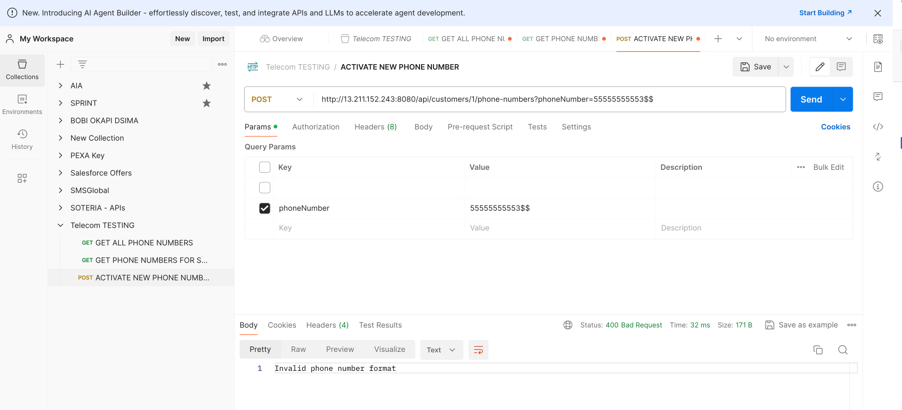 New. Introducing AI Agent Builder - effortlessly discover, test, and integrate APIs and LLMs to accelerate agent development.
Start Building ↗
My Workspace
New
Import
Overview
Telecom TESTING
GET GET ALL PHONE NU
GET GET PHONE NUMB
POST ACTIVATE NEW PH
No environment
Collections
Environments
History
AIA
SPRINT
BOBI OKAPI DSIMA
New Collection
PEXA Key
Salesforce Offers
SMSGlobal
SOTERIA - APIs
Telecom TESTING
GET GET ALL PHONE NUMBERS
GET GET PHONE NUMBERS FOR S...
POST ACTIVATE NEW PHONE NUMB...
Telecom TESTING / ACTIVATE NEW PHONE NUMBER
Save
POST
http://13.211.152.243:8080/api/customers/1/phone-numbers?phoneNumber=55555555553$$
Send
Params
Authorization
Headers (8)
Body
Pre-request Script
Tests
Settings
Cookies
Query Params
Key Value Description ••• Bulk Edit
phoneNumber 55555555553$$
Key Value Description
Body
Cookies
Headers (4)
Test Results
Status: 400 Bad Request
Time: 32 ms
Size: 171 B
Save as example
Pretty
Raw
Preview
Visualize
Text
1 Invalid phone number format